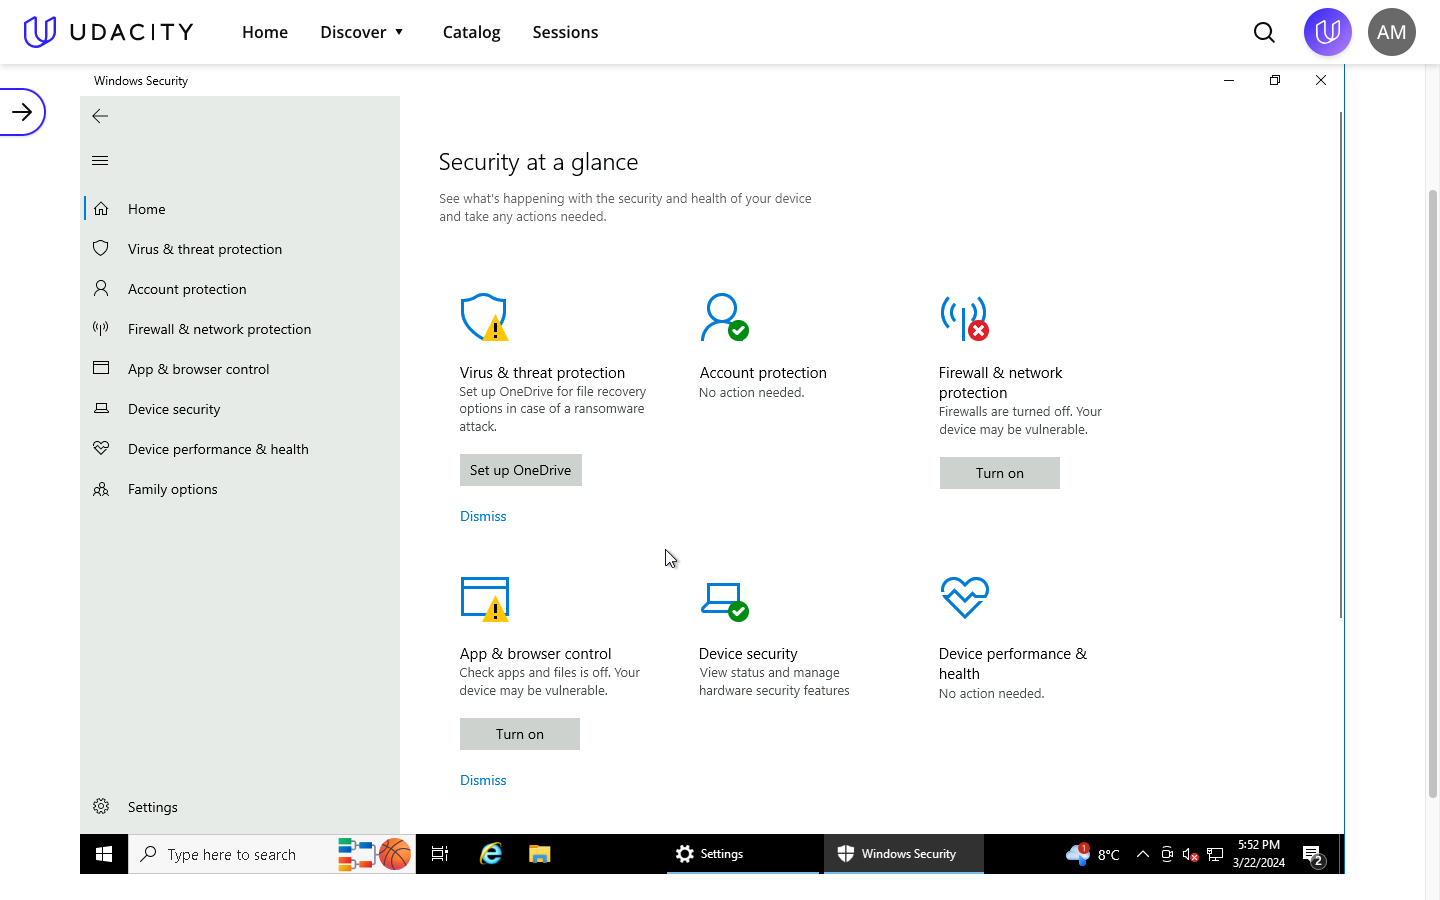 UDACITY
Home
Discover
Catalog
Sessions
AM
Windows Security
Home
Virus & threat protection
Account protection
Firewall & network protection
App & browser control
Device security
Device performance & health
Family options
Settings
Security at a glance
See what's happening with the security and health of your device
and take any actions needed.
Virus & threat protection
Set up OneDrive for file recovery
options in case of a ransomware
attack.
Set up OneDrive
Dismiss
Account protection
No action needed.
Firewall & network
protection
Firewalls are turned off. Your
device may be vulnerable.
Turn on
App & browser control
Check apps and files is off. Your
device may be vulnerable.
Turn on
Dismiss
Device security
View status and manage
hardware security features
Device performance &
health
No action needed.
Type here to search
Settings
Windows Security
1
8°C
5:52 PM
3/22/2024
2